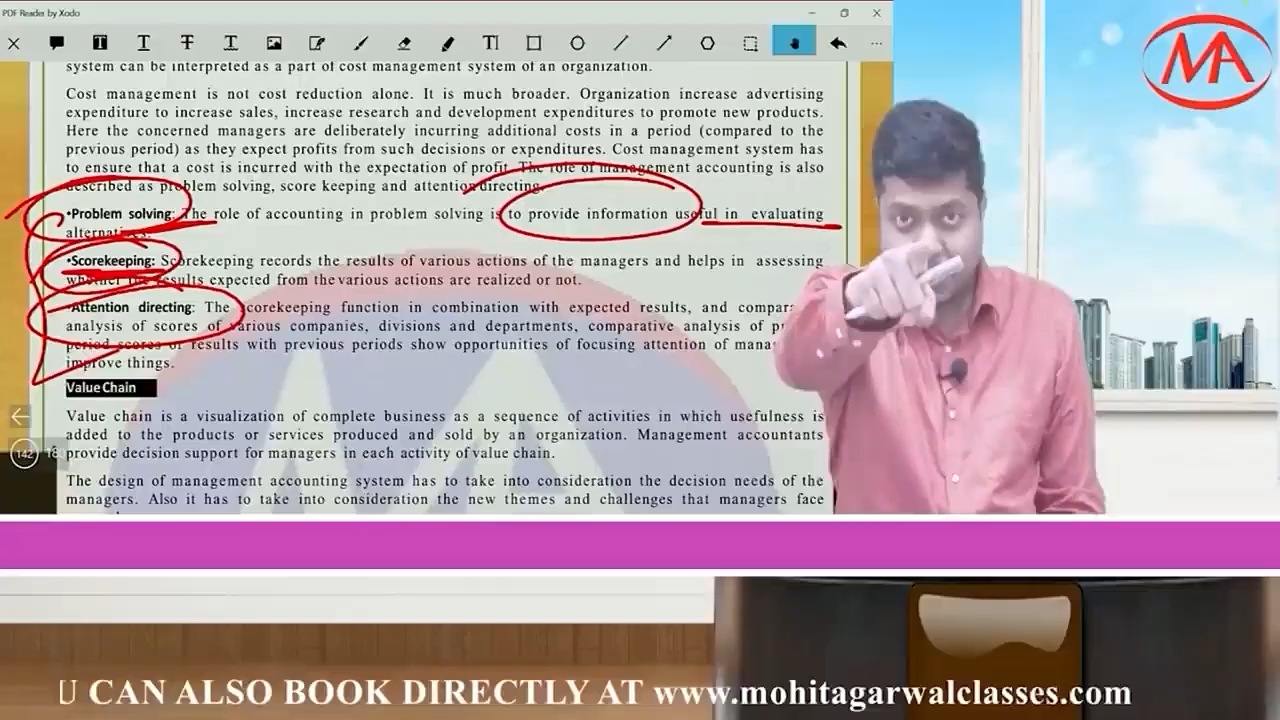 PDF Reader by Xodo
system can be interpreted as a part of cost management system of an organization.
Cost management is not cost reduction alone. It is much broader. Organization increase advertising
expenditure to increase sales, increase research and development expenditures to promote new products.
Here the concerned managers are deliberately incurring additional costs in a period (compared to the
previous period) as they expect profits from such decisions or expenditures. Cost management system has
to ensure that a cost is incurred with the expectation of profit. The role of management accounting is also
described as problem solving, score keeping and attention directing.
•Problem solving: The role of accounting in problem solving is to provide information useful in evaluating
alternatives.
•Scorekeeping: Scorekeeping records the results of various actions of the managers and helps in assessing
whether the results expected from the various actions are realized or not.
•Attention directing: The scorekeeping function in combination with expected results, and
analysis of scores of various companies, divisions and departments, comparative analysis of
period scores of results with previous periods show opportunities of focusing attention of
improve things.
Value Chain
Value chain is a visualization of complete business as a sequence of activities in which usefulness is
added to the products or services produced and sold by an organization. Management accountants
provide decision support for managers in each activity of value chain.
The design of management accounting system has to take into consideration the decision needs of the
managers. Also it has to take into consideration the new themes and challenges that managers face
142
MA
U CAN ALSO BOOK DIRECTLY AT www.mohitagarwalclasses.com